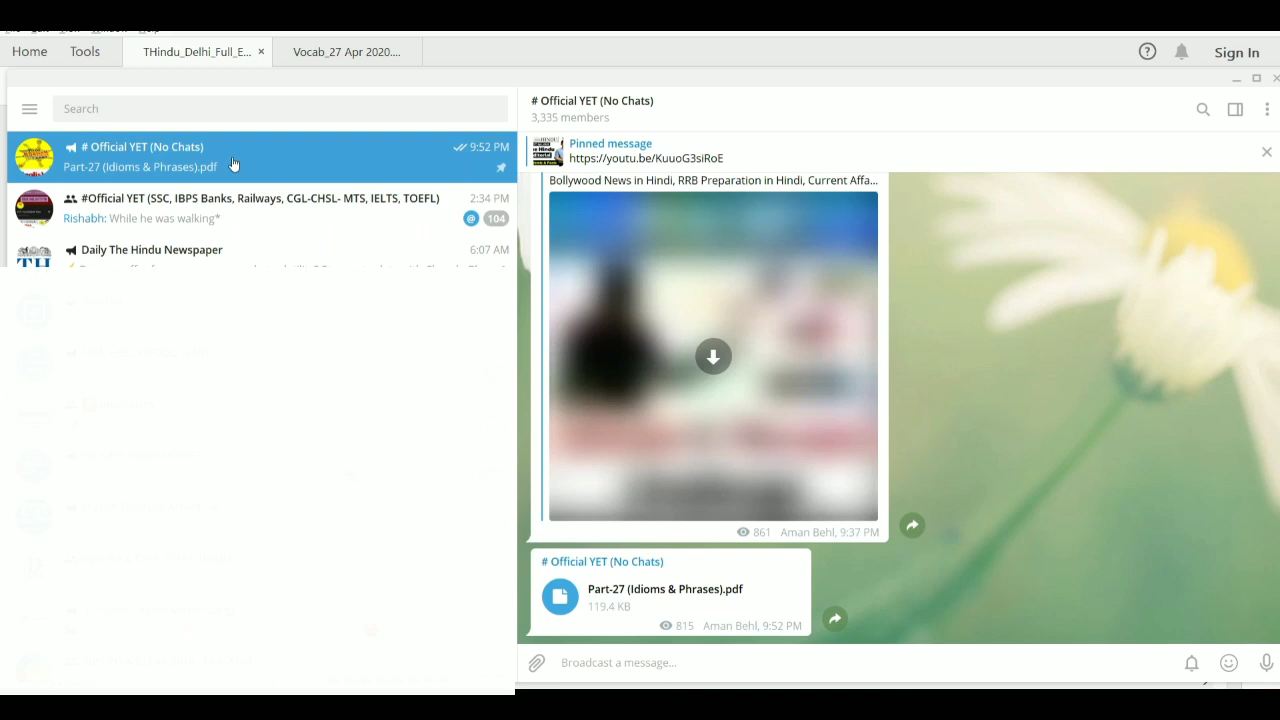 Home
Tools
THindu_Delhi_Full_E... ×
Vocab_27 Apr 2020....
Sign In
Search
# Official YET (No Chats)
9:52 PM
Part-27 (Idioms & Phrases).pdf
#Official YET (SSC, IBPS Banks, Railways, CGL-CHSL- MTS, IELTS, TOEFL)
2:34 PM
Rishabh: While he was walking*
@ 104
Daily The Hindu Newspaper
6:07 AM
# Official YET (No Chats)
3,335 members
Pinned message
https://youtu.be/KuuoG3siRoE
Bollywood News in Hindi, RRB Preparation in Hindi, Current Affa...
861 Aman Behl, 9:37 PM
# Official YET (No Chats)
Part-27 (Idioms & Phrases).pdf
119.4 KB
815 Aman Behl, 9:52 PM
Broadcast a message...